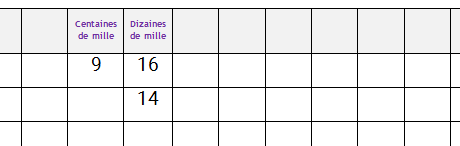 Centaines de mille
Dizaines de mille
9 16
14